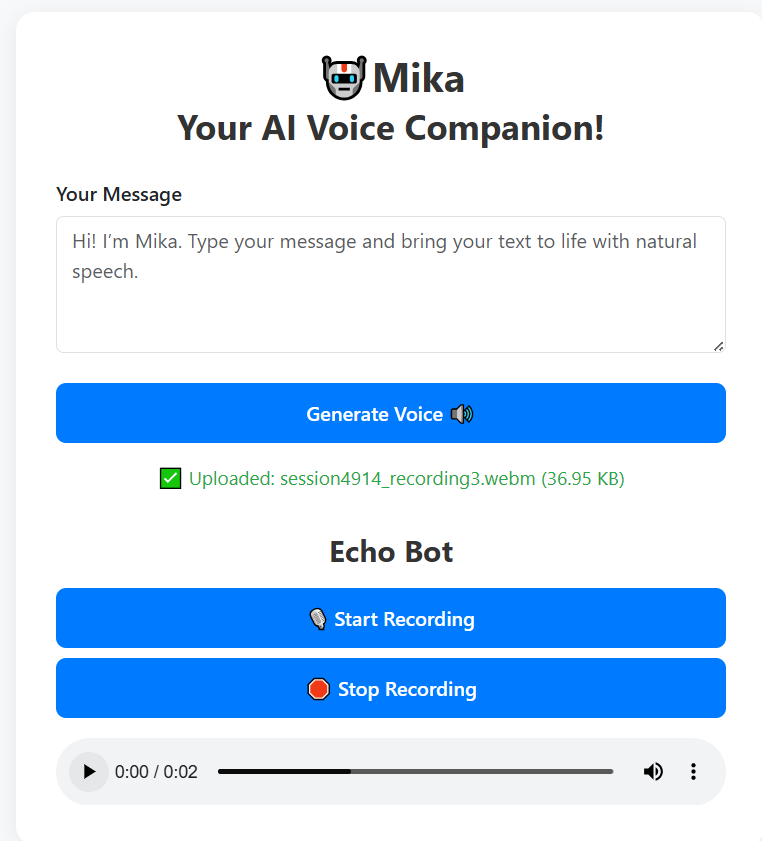 Mika
Your AI Voice Companion!
Your Message
Hi! I’m Mika. Type your message and bring your text to life with natural
speech.
Generate Voice 🔊
✅ Uploaded: session4914_recording3.webm (36.95 KB)
Echo Bot
🎙️ Start Recording
🛑 Stop Recording
0:00 / 0:02